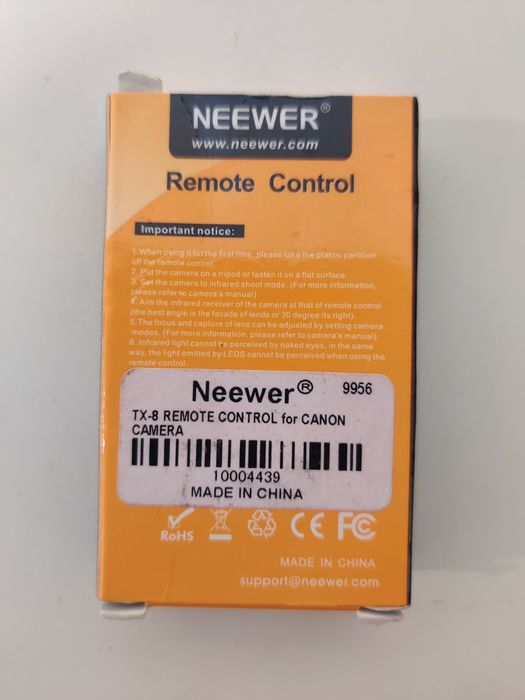 NEEWER®
www.neewer.com
Remote Control
Important notice:
1.When using it for the first time, please take the plastic partition
off the remote control.
2. Put the camera on a tripod or fasten it on a flat surface.
3. Set the camera to infrared shoot mode. (For more information,
please refer to camera's manual)
4. Aim the infrared receiver of the camera at that of remote control
(the best angle is the facade of lends or 30 degree its right).
5.The focus and capture of lens can be adjusted by setting camera
modes. (For more information, please refer to camera's manual)
6. Infrared light cannot be perceived by naked eyes, in the same
way, the light emitted by LEDS cannot be perceived when using the
remote control.
Neewer® 9956
TX-8 REMOTE CONTROL for CANON
CAMERA
10004439
MADE IN CHINA
RoHS CE FC
MADE IN CHINA
support@neewer.com